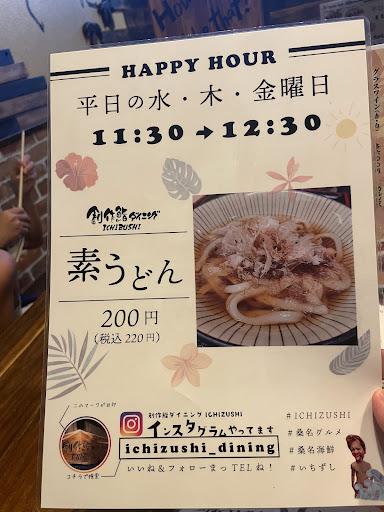 HAPPY HOUR
平日の水・木・金曜日
11:30→12:30
創作鮨ダイニング
ICHIZUSHI
素うどん
200円
(税込220円)
このマークが目印
コチラで検索
創作鮨ダイニング ICHIZUSHI
インスタグラムやってます
ichizushi_dining
いいね&フォローまっTELね!
#ICHIZUSHI
#桑名グルメ
#桑名海鮮
#いちずし